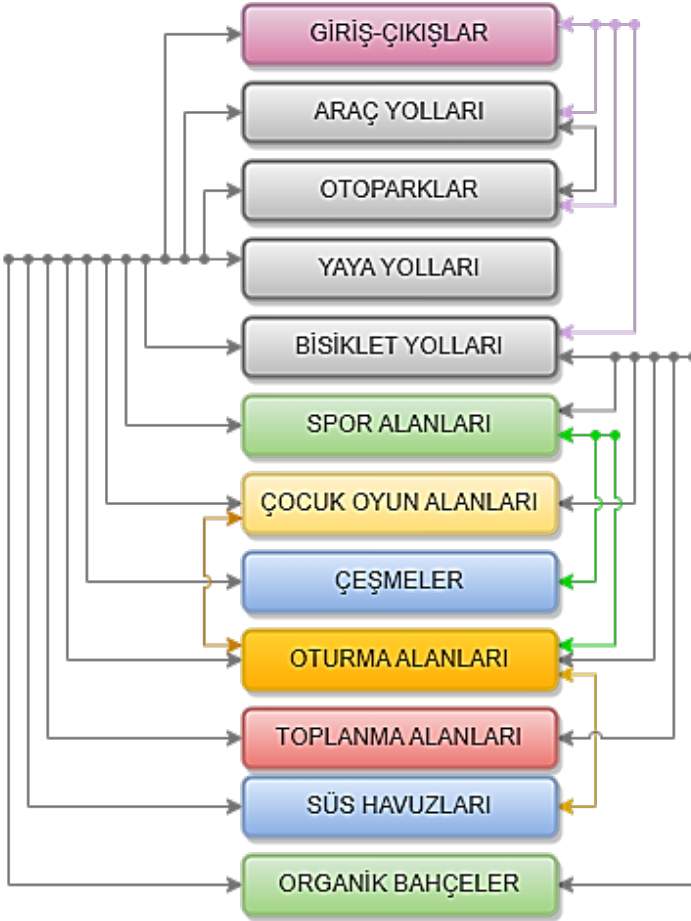 GİRİŞ-ÇIKIŞLAR
ARAÇ YOLLARI
OTOPARKLAR
YAYA YOLLARI
BİSİKLET YOLLARI
SPOR ALANLARI
ÇOCUK OYUN ALANLARI
ÇEŞMELER
OTURMA ALANLARI
TOPLANMA ALANLARI
SÜS HAVUZLARI
ORGANİK BAHÇELER